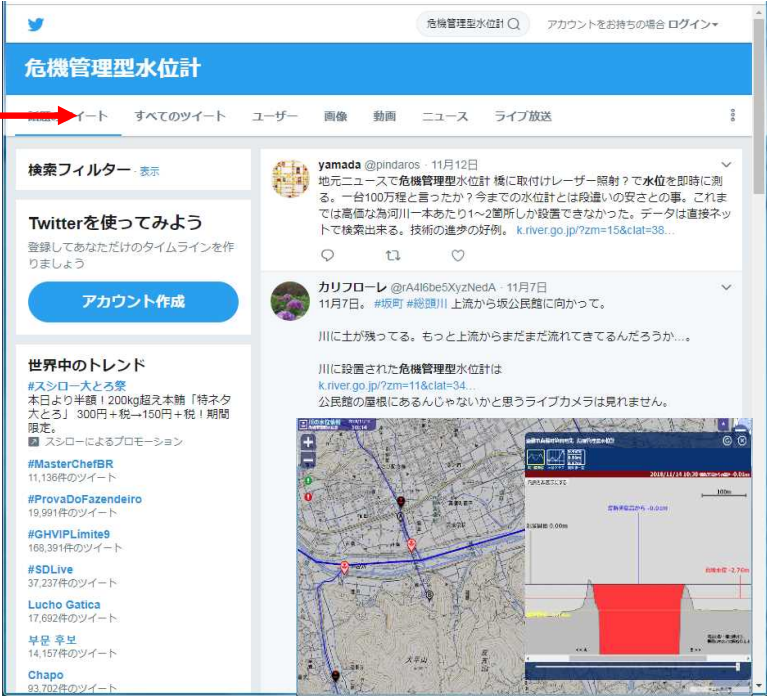 危機管理型水位計
アカウントをお持ちの場合 ログイン
危機管理型水位計
イート
すべてのツイート
ユーザー
画像
動画
ニュース
ライブ放送
検索フィルター · 表示
Twitterを使ってみよう
登録してあなただけのタイムラインを作
りましょう
アカウント作成
世界中のトレンド
#スシロー大とろ祭
本日より半額！200kg超え本鮪「特ネタ
大とろ」 300円＋税→150円＋税！期間
限定。
スシローによるプロモーション
#MasterChefBR
11,136件のツイート
#ProvaDoFazendeiro
19,991件のツイート
#GHVIPLimite9
168,391件のツイート
#SDLive
37,237件のツイート
Lucho Gatica
17,692件のツイート
부문 후보
14,157件のツイート
Chapo
93,702件のツイート
yamada @pindaros · 11月12日
地元ニュースで危機管理型水位計 橋に取付けレーザー照射？で水位を即時に測
る。一台100万程と言ったか？今までの水位計とは段違いの安さとの事。これま
では高価な為河川一本あたり1~2箇所しか設置できなかった。データは直接ネッ
トで検索出来る。技術の進歩の好例。 k.river.go.jp/?zm=15&clat=38...
カリフローレ @rA4I6be5XyzNedA · 11月7日
11月7日。 #坂町 #総頭川 上流から坂公民館に向かって。
川に土が残ってる。もっと上流からまだまだ流れてきてるんだろうか…。
川に設置された危機管理型水位計は
k.river.go.jp/?zm=11&clat=34...
公民館の屋根にあるんじゃないかと思うライブカメラは見れません。
2018/11/14 10:30
100m
-0.01m
0.00m
-2.76m
大平山